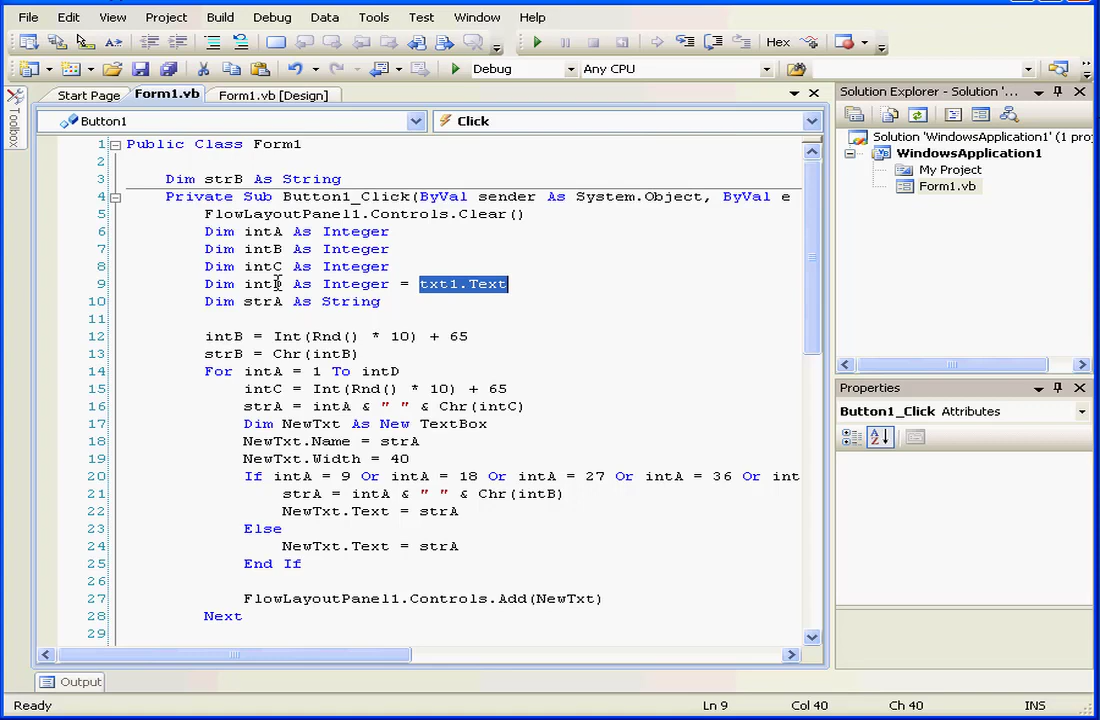 File Edit View Project Build Debug Data Tools Test Window Help
Hex
Debug Any CPU
Start Page Form1.vb Form1.vb [Design]
Toolbox
Button1 Click
1 Public Class Form1
2
3 Dim strB As String
4 Private Sub Button1_Click(ByVal sender As System.Object, ByVal e
5 FlowLayoutPanel1.Controls.Clear()
6 Dim intA As Integer
7 Dim intB As Integer
8 Dim intC As Integer
9 Dim intD As Integer = txt1.Text
10 Dim strA As String
11
12 intB = Int(Rnd() * 10) + 65
13 strB = Chr(intB)
14 For intA = 1 To intD
15 intC = Int(Rnd() * 10) + 65
16 strA = intA & " " & Chr(intC)
17 Dim NewTxt As New TextBox
18 NewTxt.Name = strA
19 NewTxt.Width = 40
20 If intA = 9 Or intA = 18 Or intA = 27 Or intA = 36 Or int
21 strA = intA & " " & Chr(intB)
22 NewTxt.Text = strA
23 Else
24 NewTxt.Text = strA
25 End If
26
27 FlowLayoutPanel1.Controls.Add(NewTxt)
28 Next
29
Solution Explorer - Solution '...
Solution 'WindowsApplication1' (1 pro
WindowsApplication1
My Project
Form1.vb
Properties
Button1_Click Attributes
Output
Ready Ln 9 Col 40 Ch 40 INS